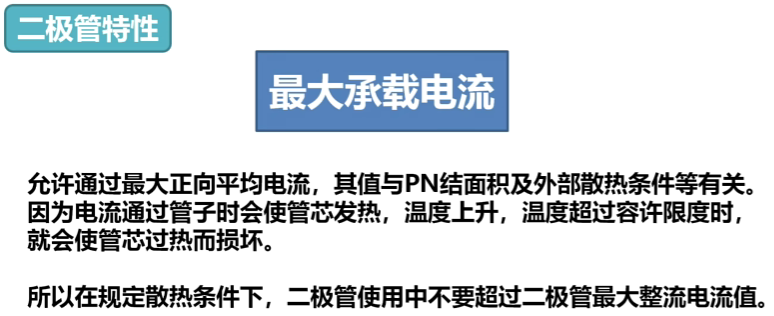 二极管特性
最大承载电流
允许通过最大正向平均电流，其值与PN结面积及外部散热条件等有关。
因为电流通过管子时会使管芯发热，温度上升，温度超过容许限度时，
就会使管芯过热而损坏。
所以在规定散热条件下，二极管使用中不要超过二极管最大整流电流值。